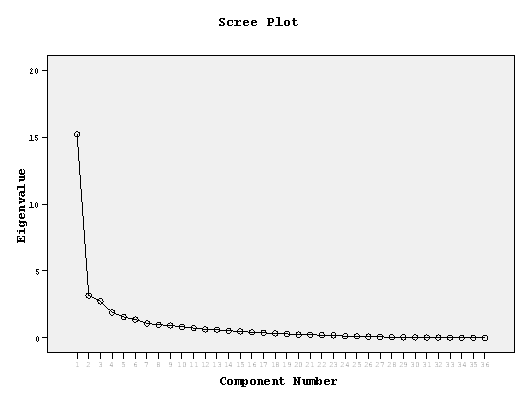 Scree Plot
20
15
10
5
0
Eigenvalue
1 2 3 4 5 6 7 8 9 10 11 12 13 14 15 16 17 18 19 20 21 22 23 24 25 26 27 28 29 30 31 32 33 34 35 36
Component Number